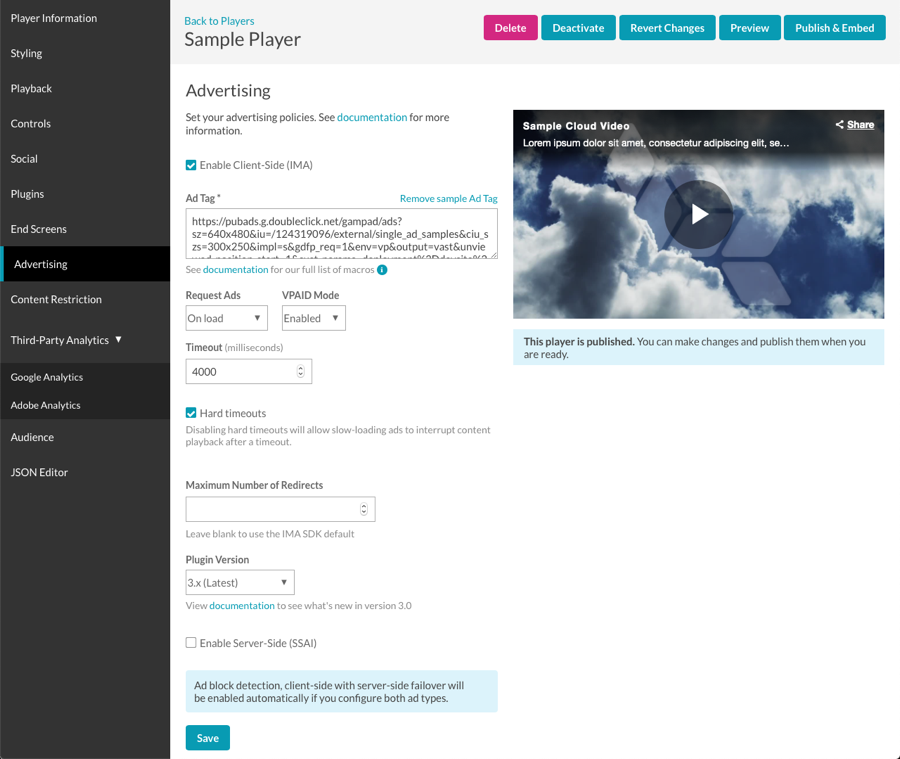 Player Information
Styling
Playback
Controls
Social
Plugins
End Screens
Advertising
Content Restriction
Third-Party Analytics ▼
Google Analytics
Adobe Analytics
Audience
JSON Editor
Back to Players
Sample Player
Delete
Deactivate
Revert Changes
Preview
Publish & Embed
Advertising
Set your advertising policies. See documentation for more
information.
Enable Client-Side (IMA)
Ad Tag *
Remove sample Ad Tag
https://pubads.g.doubleclick.net/gampad/ads?
sz=640x480&iu=/124319096/external/single_ad_samples&ciu_s
zs=300x250&impl=s&gdfp_req=1&env=vp&output=vast&unvie
See documentation for our full list of macros
Request Ads
VPAID Mode
On load ▼
Enabled ▼
Timeout (milliseconds)
4000
Hard timeouts
Disabling hard timeouts will allow slow-loading ads to interrupt content
playback after a timeout.
Maximum Number of Redirects
Leave blank to use the IMA SDK default
Plugin Version
3.x (Latest) ▼
View documentation to see what's new in version 3.0
Enable Server-Side (SSAI)
Ad block detection, client-side with server-side failover will
be enabled automatically if you configure both ad types.
Save
Sample Cloud Video
Share
Lorem ipsum dolor sit amet, consectetur adipiscing elit, se...
This player is published. You can make changes and publish them when you
are ready.